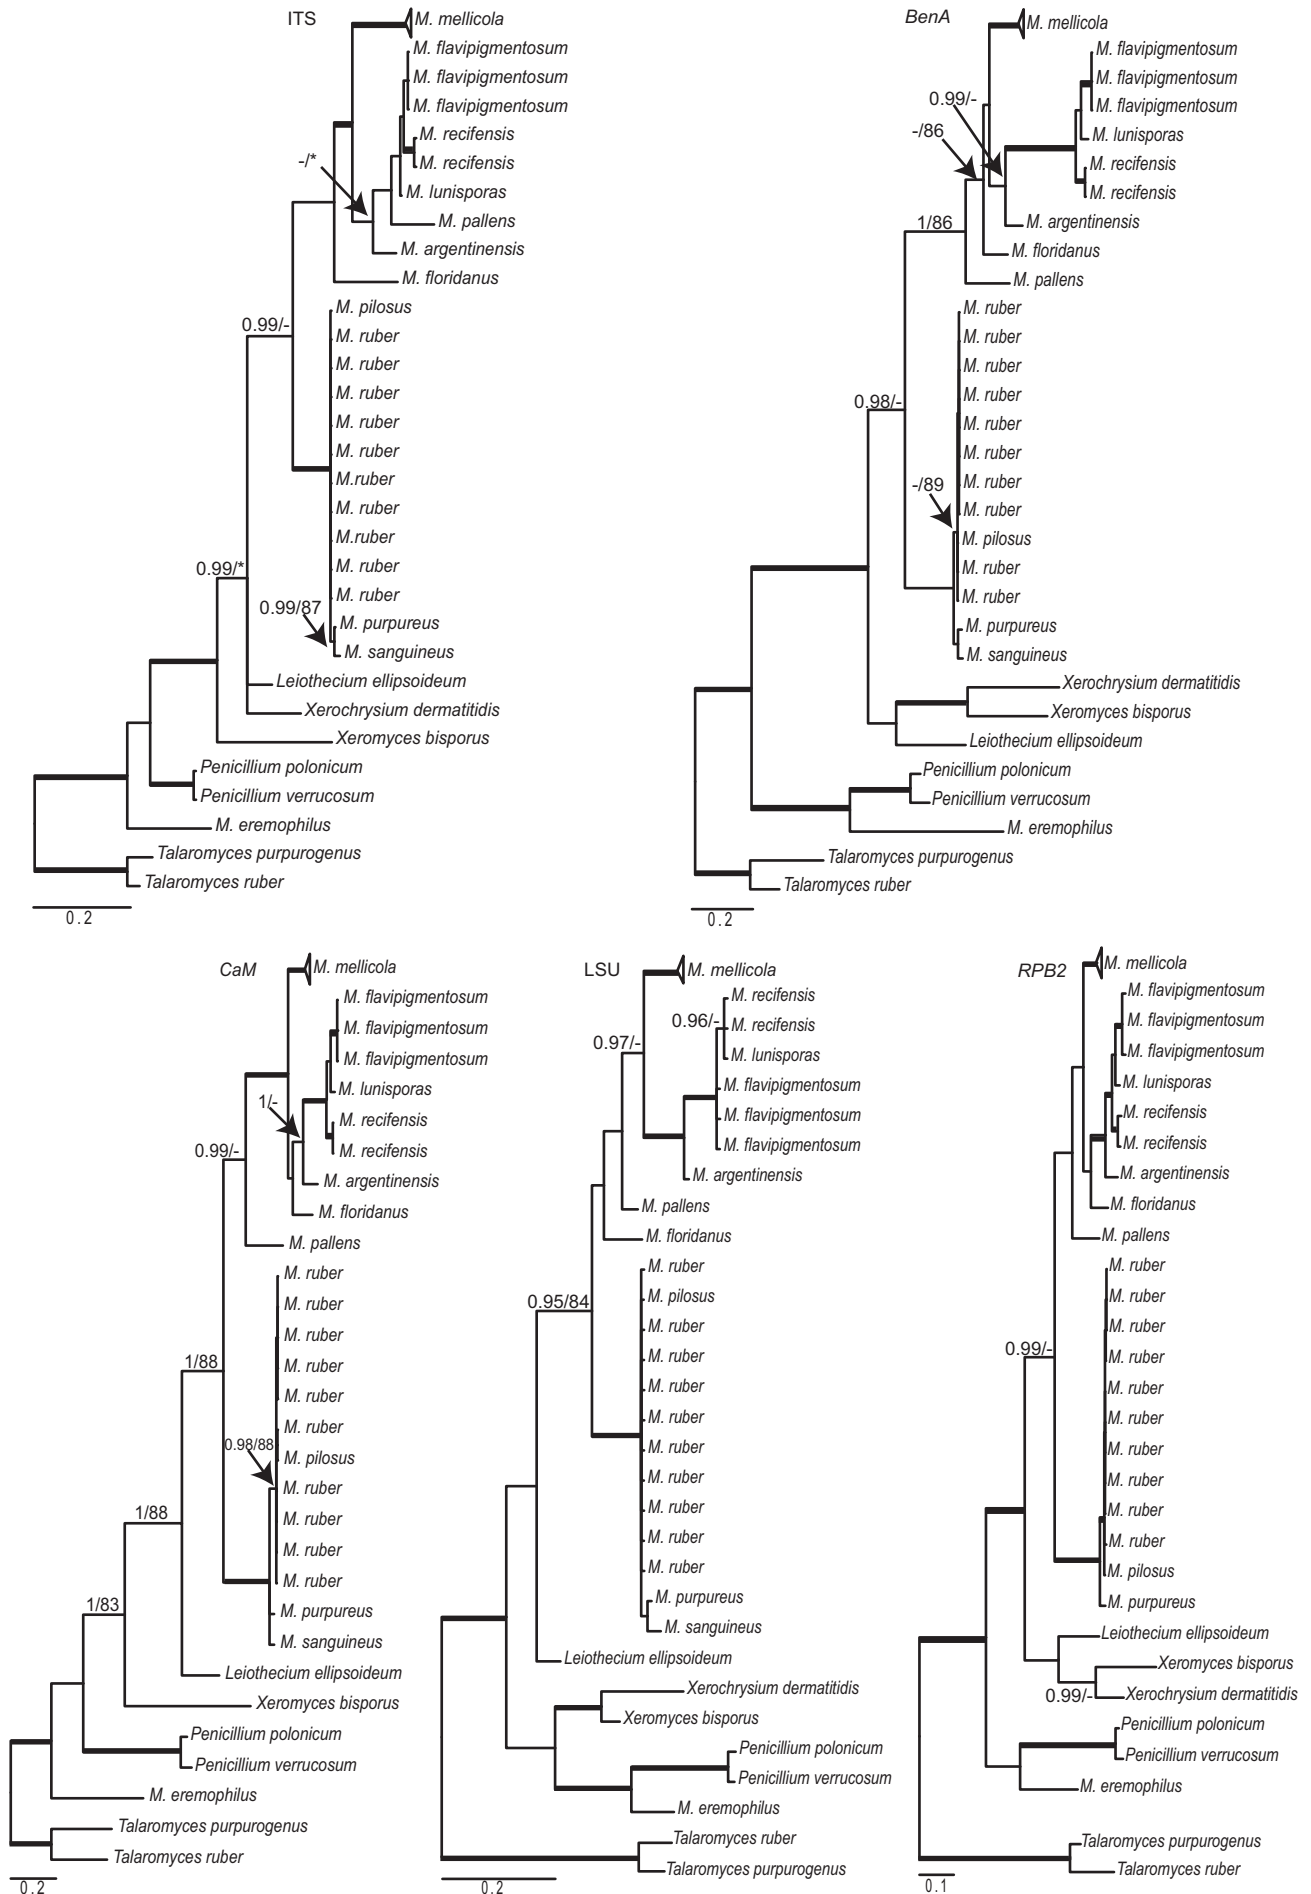 ITS
M. mellicola
M. flavipigmentosum
M. flavipigmentosum
M. flavipigmentosum
M. recifensis
M. recifensis
-/*
M. lunisporas
M. pallens
M. argentinensis
M. floridanus
M. pilosus
0.99/-
M. ruber
M. ruber
M. ruber
M. ruber
M. ruber
M.ruber
M. ruber
M.ruber
0.99/*
M. ruber
M. ruber
0.99/87
M. purpureus
M. sanguineus
Leiothecium ellipsoideum
Xerochrysium dermatitidis
Xeromyces bisporus
Penicillium polonicum
Penicillium verrucosum
M. eremophilus
Talaromyces purpurogenus
Talaromyces ruber
0.2
BenA
M. mellicola
M. flavipigmentosum
M. flavipigmentosum
0.99/-
M. flavipigmentosum
-/86
M. lunisporas
M. recifensis
M. recifensis
1/86
M. argentinensis
M. floridanus
M. pallens
M. ruber
M. ruber
M. ruber
M. ruber
0.98/-
M. ruber
M. ruber
M. ruber
-/89
M. ruber
M. pilosus
M. ruber
M. ruber
M. purpureus
M. sanguineus
Xerochrysium dermatitidis
Xeromyces bisporus
Leiothecium ellipsoideum
Penicillium polonicum
Penicillium verrucosum
M. eremophilus
Talaromyces purpurogenus
Talaromyces ruber
0.2
CaM
M. mellicola
M. flavipigmentosum
M. flavipigmentosum
M. flavipigmentosum
M. lunisporas
1/-
M. recifensis
M. recifensis
0.99/-
M. argentinensis
M. floridanus
M. pallens
M. ruber
M. ruber
M. ruber
1/88
M. ruber
M. ruber
M. ruber
0.98/88
M. pilosus
M. ruber
1/88
M. ruber
M. ruber
M. ruber
1/83
M. purpureus
M. sanguineus
Leiothecium ellipsoideum
Xeromyces bisporus
Penicillium polonicum
Penicillium verrucosum
M. eremophilus
Talaromyces purpurogenus
Talaromyces ruber
0.2
LSU
M. mellicola
M. recifensis
0.96/-
M. recifensis
0.97/-
M. lunisporas
M. flavipigmentosum
M. flavipigmentosum
M. flavipigmentosum
M. argentinensis
M. pallens
M. floridanus
M. ruber
0.95/84
M. pilosus
M. ruber
M. ruber
M. ruber
M. ruber
M. ruber
M. ruber
M. ruber
M. ruber
M. ruber
M. purpureus
M. sanguineus
Leiothecium ellipsoideum
Xerochrysium dermatitidis
Xeromyces bisporus
Penicillium polonicum
Penicillium verrucosum
M. eremophilus
Talaromyces ruber
Talaromyces purpurogenus
0.2
RPB2
M. mellicola
M. flavipigmentosum
M. flavipigmentosum
M. flavipigmentosum
M. lunisporas
M. recifensis
M. recifensis
M. argentinensis
M. floridanus
M. pallens
M. ruber
M. ruber
M. ruber
0.99/-
M. ruber
M. ruber
M. ruber
M. ruber
M. ruber
M. ruber
M. ruber
M. pilosus
M. purpureus
Leiothecium ellipsoideum
Xeromyces bisporus
0.99/-
Xerochrysium dermatitidis
Penicillium polonicum
Penicillium verrucosum
M. eremophilus
Talaromyces purpurogenus
Talaromyces ruber
0.1